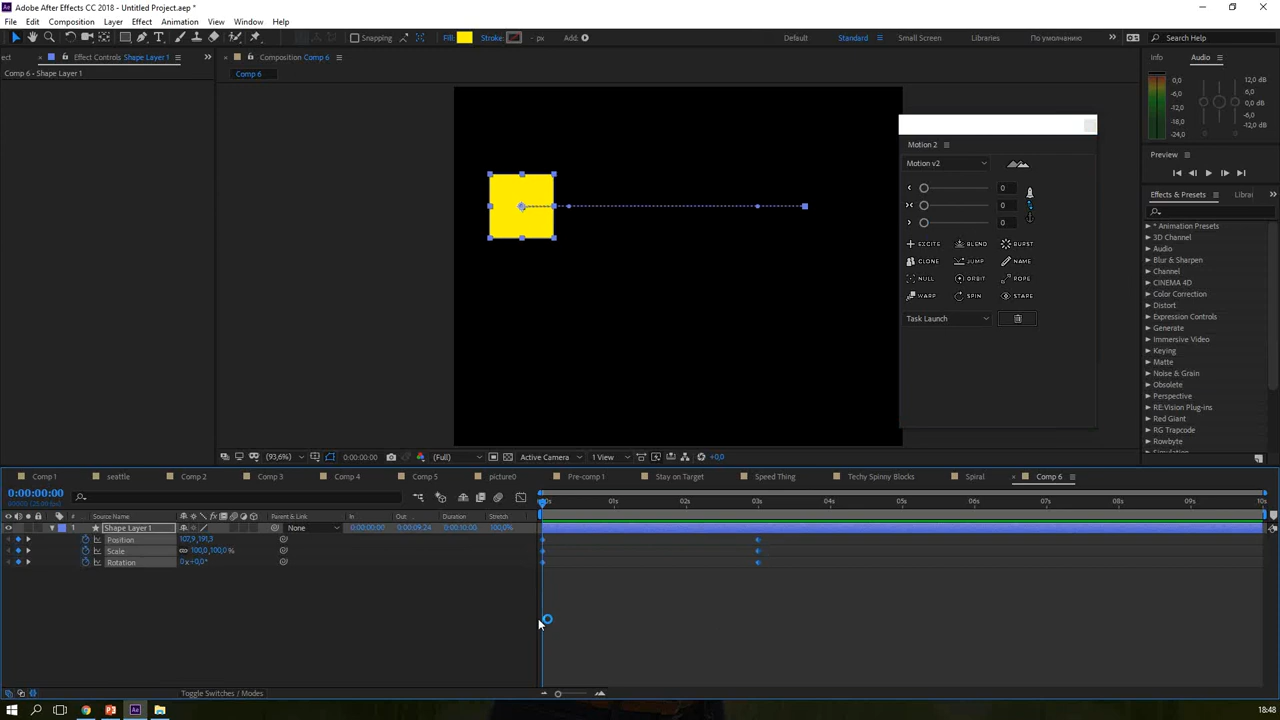 Adobe After Effects CC 2018 - Untitled Project.aep *
File Edit Composition Layer Effect Animation View Window Help
Snapping Fill: Stroke: - px Add: Default Standard Small Screen Libraries По умолчанию Search Help
ect Effect Controls Shape Layer 1 Composition Comp 6 Info Audio
Comp 6 - Shape Layer 1 Comp 6
0,0 12,0 dB
-6,0 6,0 dB
-12,0 0,0 dB
-18,0 -6,0 dB
-24,0 -12,0 dB
Motion 2
Motion v2
Preview
0
0
0
Effects & Presets Librai
* Animation Presets
3D Channel
Audio
Blur & Sharpen
Channel
CINEMA 4D
Color Correction
Distort
Expression Controls
Generate
Immersive Video
Keying
Matte
Noise & Grain
Obsolete
Perspective
RE:Vision Plug-ins
Red Giant
RG Trapcode
Rowbyte
EXCITE BLEND BURST
CLONE JUMP NAME
NULL ORBIT ROPE
WARP SPIN STARE
Task Launch
(93,6%) 0:00:00:00 (Full) Active Camera 1 View +0,0
Comp 1 seattle Comp 2 Comp 3 Comp 4 Comp 5 picture0 Pre-comp 1 Stay on Target Speed Thing Techy Spinny Blocks Spiral Comp 6
0:00:00:00
01s 02s 03s 04s 05s 06s 07s 08s 09s 10s
# Source Name Parent & Link In Out Duration Stretch
1 Shape Layer 1 None 0:00:00:00 0:00:09:24 0:00:10:00 100,0%
Position 107,9,191,3
Scale 100,0,100,0%
Rotation 0x+0,0°
Toggle Switches / Modes
18:48